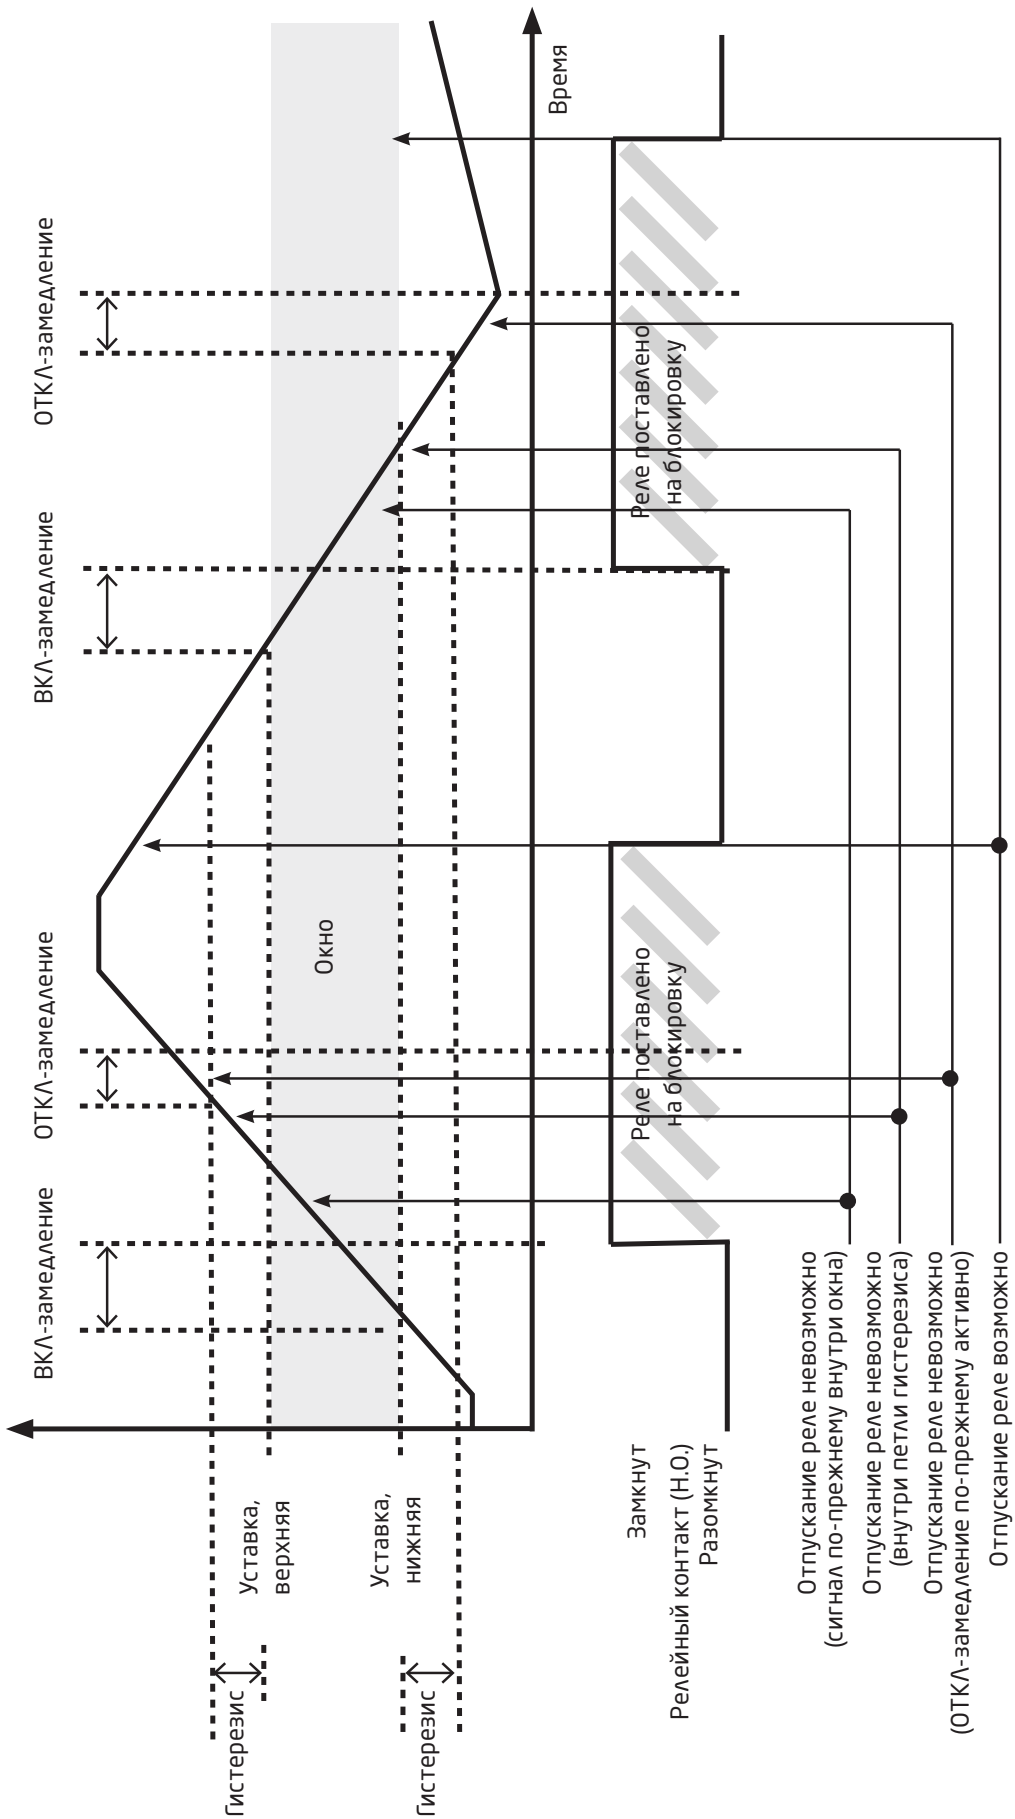 ВКЛ-замедление
ОТКЛ-замедление
ВКЛ-замедление
ОТКЛ-замедление
Гистерезис
Уставка,
верхняя
Окно
Гистерезис
Уставка,
нижняя
Время
Замкнут
Релейный контакт (Н.О.)
Разомкнут
Реле поставлено
на блокировку
Реле поставлено
на блокировку
Отпускание реле невозможно
(сигнал по-прежнему внутри окна)
Отпускание реле невозможно
(внутри петли гистерезиса)
Отпускание реле невозможно
(ОТКЛ-замедление по-прежнему активно)
Отпускание реле возможно